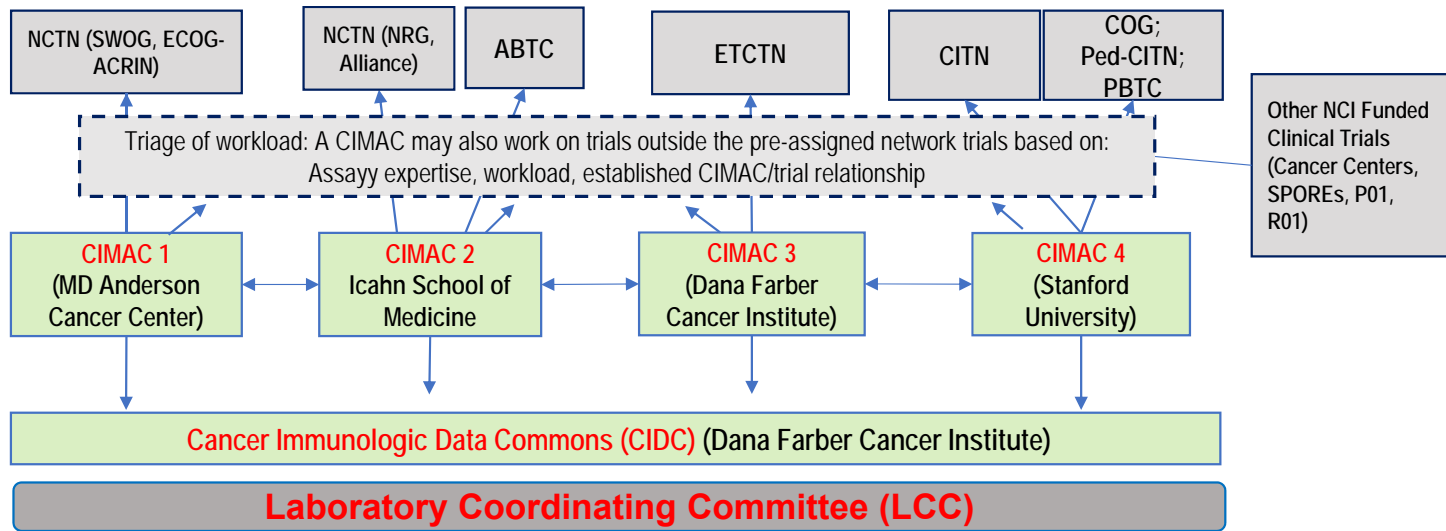 NCTN (SWOG, ECOG-
ACRIN)
NCTN (NRG,
Alliance)
ABTC
ETCTN
CITN
COG;
Ped-CITN;
PBTC
Other NCI Funded
Clinical Trials
(Cancer Centers,
SPOREs, P01,
R01)
Triage of workload: A CIMAC may also work on trials outside the pre-assigned network trials based on:
Assayy expertise, workload, established CIMAC/trial relationship
CIMAC 1
(MD Anderson
Cancer Center)
CIMAC 2
Icahn School of
Medicine
CIMAC 3
(Dana Farber
Cancer Institute)
CIMAC 4
(Stanford
University)
Cancer Immunologic Data Commons (CIDC) (Dana Farber Cancer Institute)
Laboratory Coordinating Committee (LCC)